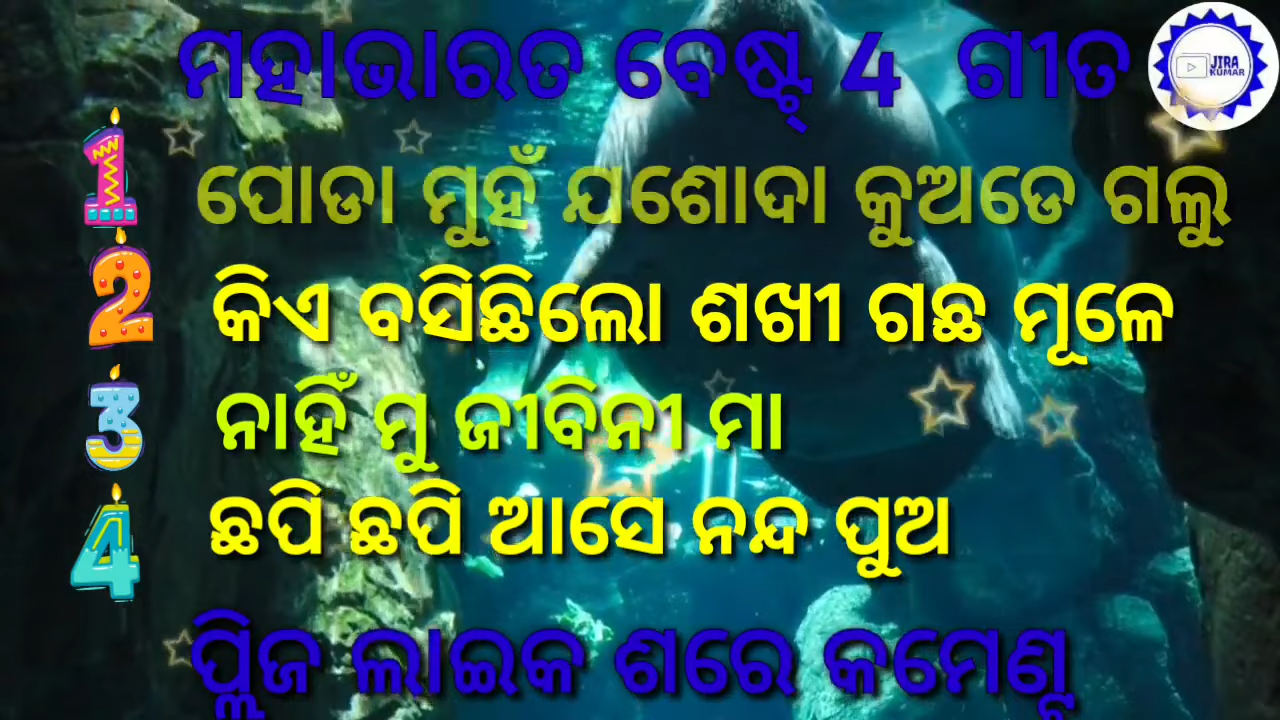 ମହାଭାରତ ବେଷ୍ଟ୍ 4 ଗୀତ
JIRA
KUMAR
1 ପୋଡା ମୁହଁ ଯଶୋଦା କୁଅଡେ ଗଲୁ
2 କିଏ ବସିଛିଲୋ ଶଖୀ ଗଛ ମୂଳେ
3 ନାହିଁ ମୁ ଜୀବିନୀ ମା
4 ଛପି ଛପି ଆସେ ନନ୍ଦ ପୁଅ
ପ୍ଲିଜ ଲାଇକ ଶରେ କମେଣ୍ଟ